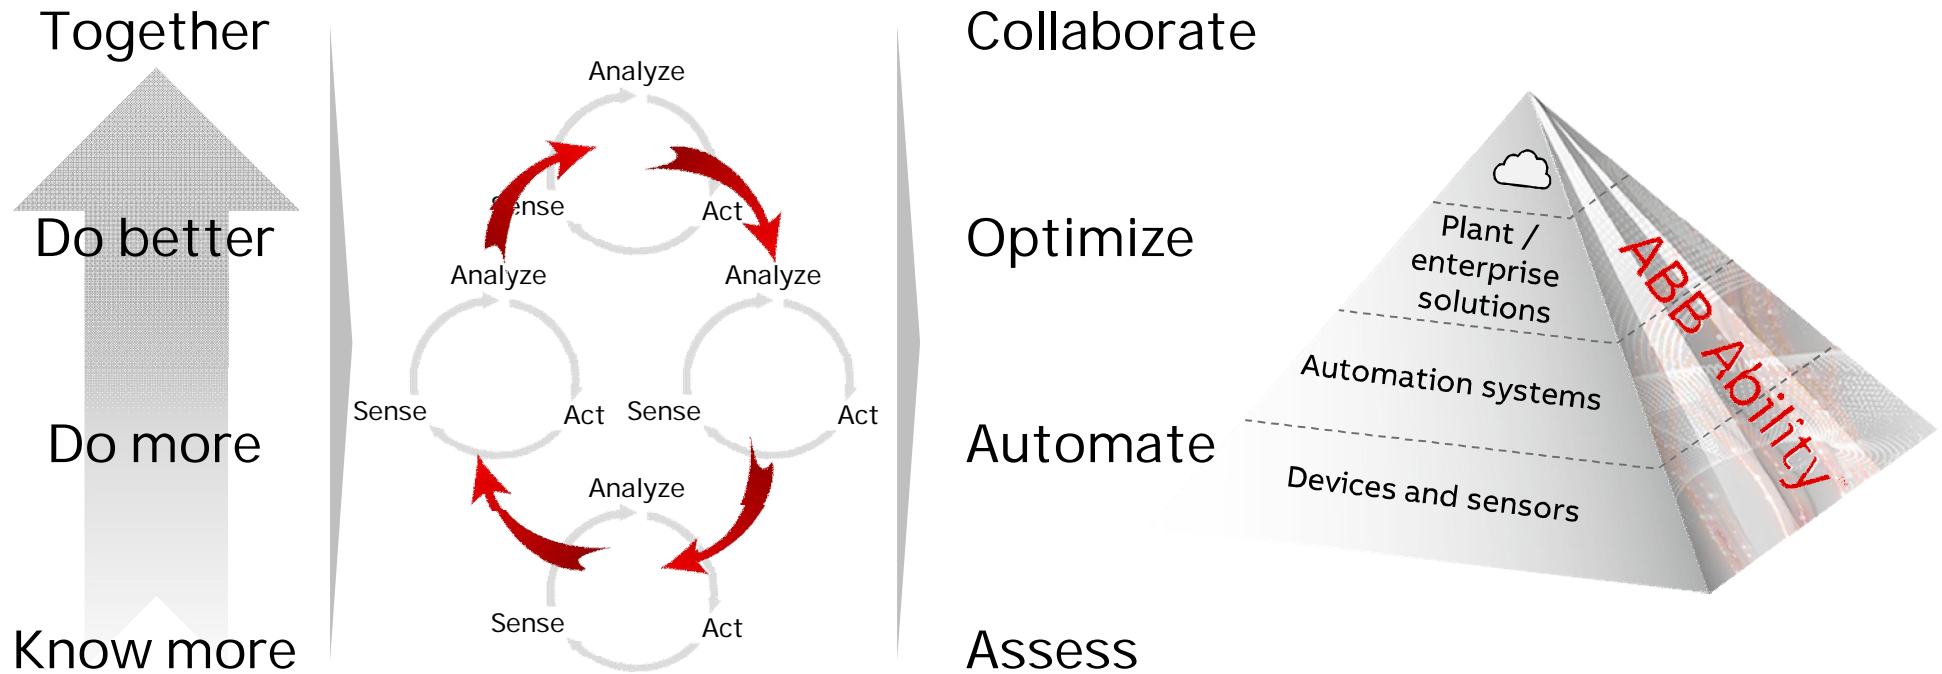 Together
Do better
Do more
Know more
Analyze
Sense
Act
Analyze
Sense
Act
Analyze
Sense
Act
Analyze
Sense
Act
Collaborate
Optimize
Automate
Assess
Plant /
enterprise
solutions
Automation systems
Devices and sensors
ABB Ability